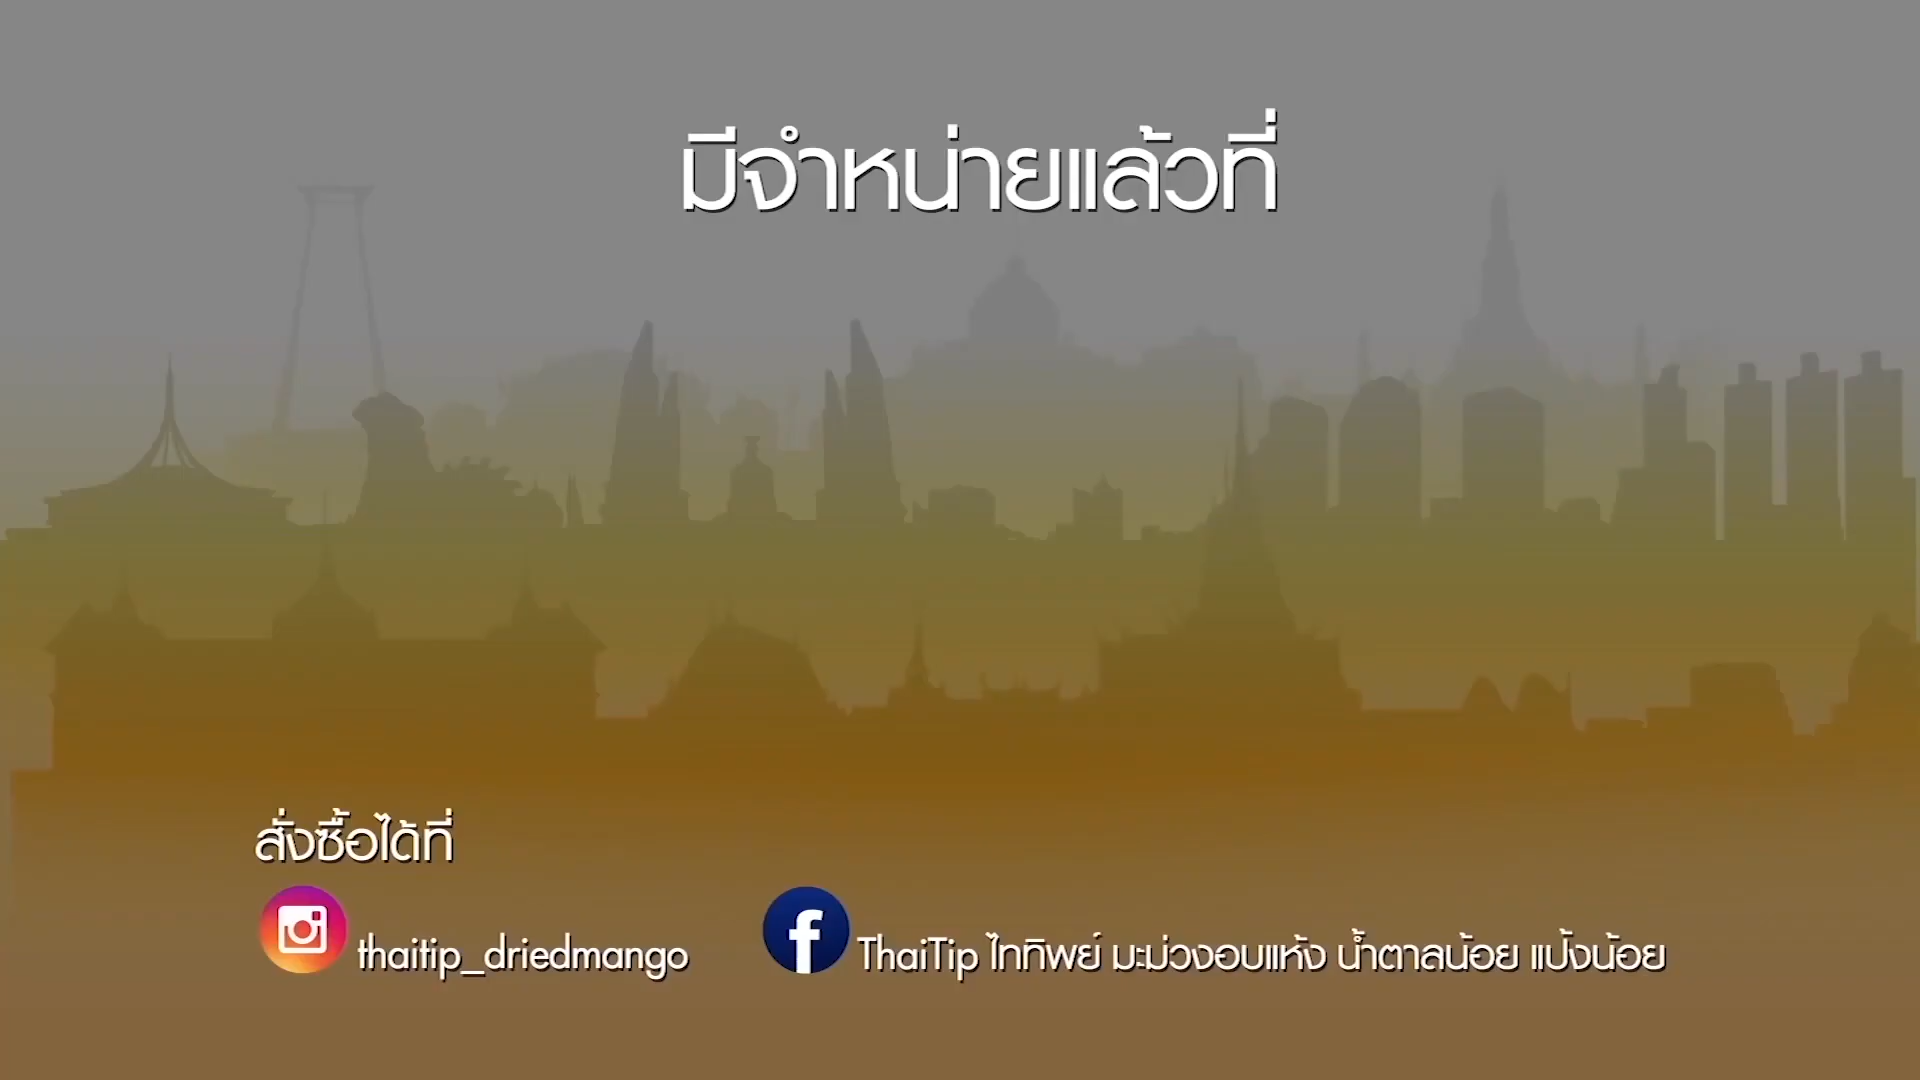 มีจำหน่ายแล้วที่
สั่งซื้อได้ที่
thaitip_driedmango
ThaiTip ไททิพย์ มะม่วงอบแห้ง น้ำตาลน้อย แป้งน้อย